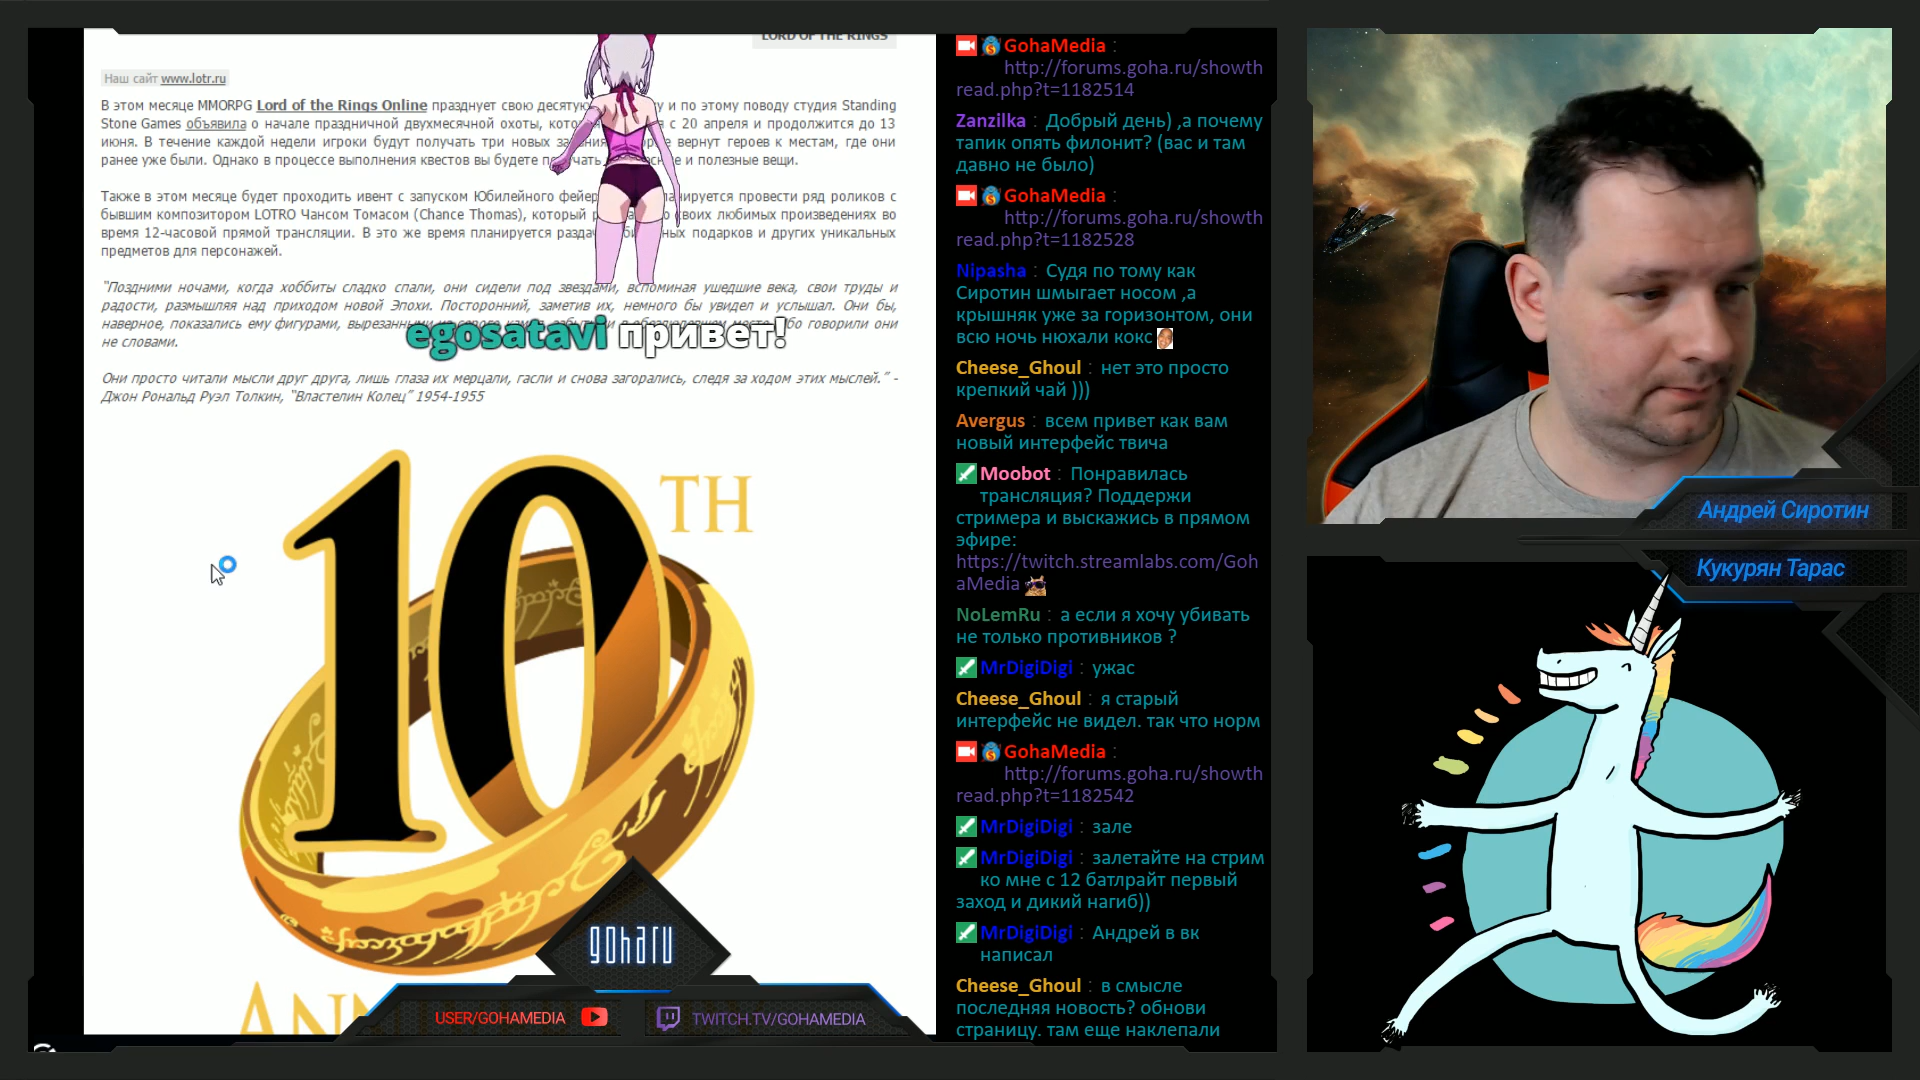 LORD OF THE RINGS
Наш сайт www.lotr.ru
В этом месяце MMORPG Lord of the Rings Online празднует свою десятую у и по этому поводу студия Standing
Stone Games объявила о начале праздничной двухмесячной охоты, с 20 апреля и продолжится до 13
июня. В течение каждой недели игроки будут получать три новых вернут героев к местам, где они
ранее уже были. Однако в процессе выполнения квестов вы будете и полезные вещи.
Также в этом месяце будет проходить ивент с запуском Юбилейного провести ряд роликов с
бывшим композитором LOTRO Чансом Томасом (Chance Thomas), который своих любимых произведениях во
время 12-часовой прямой трансляции. В это же время планируется подарков и других уникальных
предметов для персонажей.
“Поздними ночами, когда хоббиты сладко спали, они сидели под звездами, вспоминая ушедшие века, свои труды и
радости, размышляя над приходом новой Эпохи. Посторонний, заметив их, немного бы увидел и услышал. Они бы,
наверное, показались ему фигурами, говорили они
не словами.
egosatavi привет!
Они просто читали мысли друг друга, лишь глаза их мерцали, гасли и снова загорались, следя за ходом этих мыслей.” -
Джон Рональд Руэл Толкин, “Властелин Колец” 1954-1955
10TH
goharu
USER/GOHAMEDIA
TWITCH.TV/GOHAMEDIA
GohaMedia :
http://forums.goha.ru/showth
read.php?t=1182514
Zanzilka : Добрый день) ,а почему
тапик опять филонит? (вас и там
давно не было)
GohaMedia :
http://forums.goha.ru/showth
read.php?t=1182528
Nipasha : Судя по тому как
Сиротин шмыгает носом ,а
крышняк уже за горизонтом, они
всю ночь нюхали кокс
Cheese_Ghoul : нет это просто
крепкий чай )))
Avergus : всем привет как вам
новый интерфейс твича
Moobot : Понравилась
трансляция? Поддержи
стримера и выскажись в прямом
эфире:
https://twitch.streamlabs.com/Goh
aMedia
NoLemRu : а если я хочу убивать
не только противников ?
MrDigiDigi : ужас
Cheese_Ghoul : я старый
интерфейс не видел. так что норм
GohaMedia :
http://forums.goha.ru/showth
read.php?t=1182542
MrDigiDigi : зале
MrDigiDigi : залетайте на стрим
ко мне с 12 батлрайт первый
заход и дикий нагиб))
MrDigiDigi : Андрей в вк
написал
Cheese_Ghoul : в смысле
последняя новость? обнови
страницу. там еще наклепали
Андрей Сиротин
Кукурян Тарас